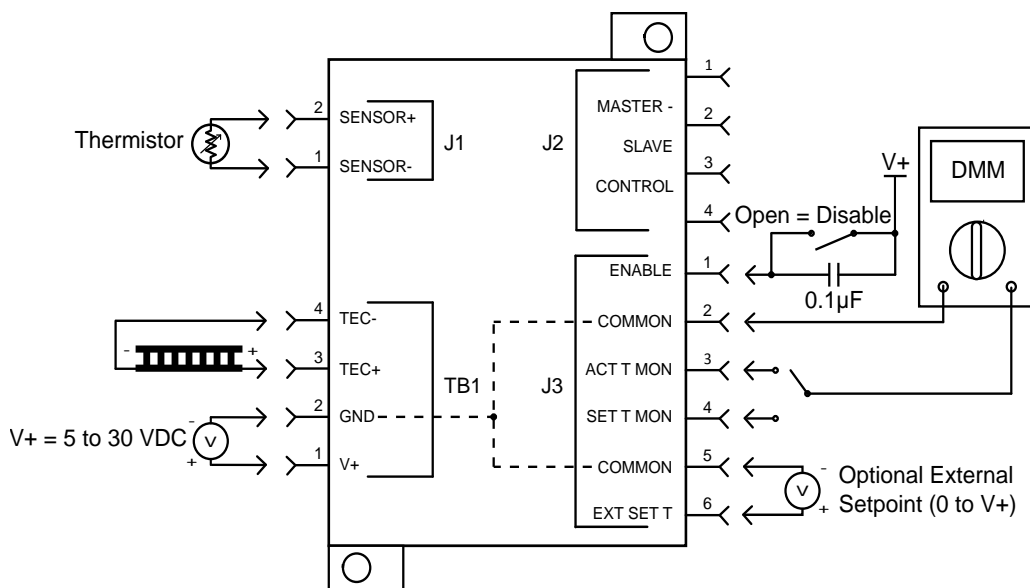 Thermistor
2
SENSOR+
1
SENSOR-
J1
J2
1
MASTER -
2
SLAVE
3
CONTROL
4
V+
DMM
Open = Disable
0.1µF
ENABLE
1
COMMON
2
ACT T MON
3
SET T MON
4
COMMON
5
EXT SET T
6
J3
4
TEC-
3
TEC+
- +
TB1
2
GND
1
V+
V+ = 5 to 30 VDC
-
V
+
-
V
+
Optional External
Setpoint (0 to V+)